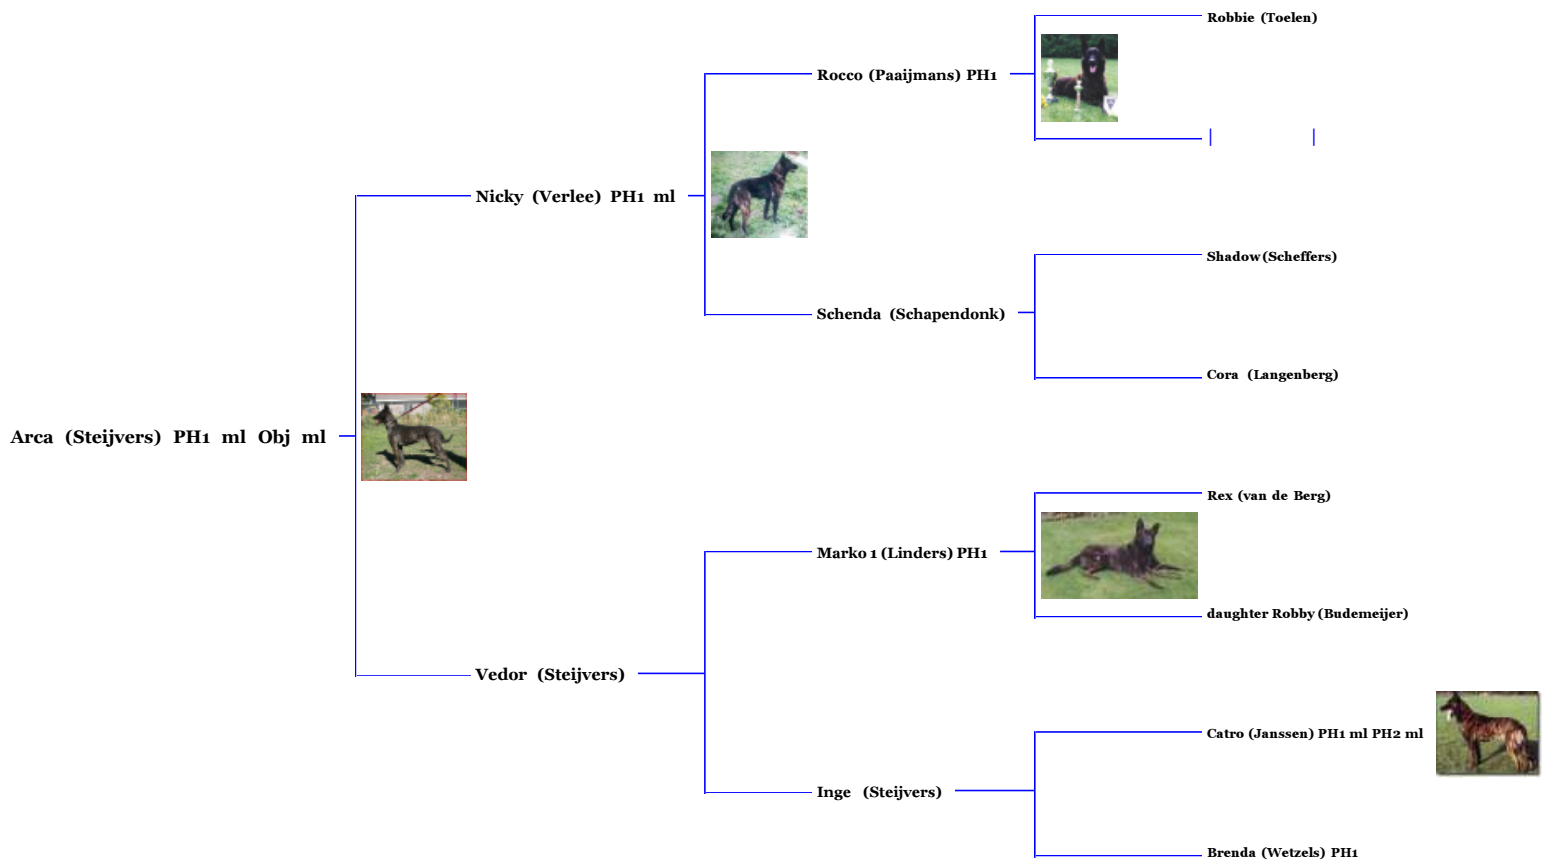 Robbie (Toelen)
Rocco (Paaijmans) PH1
Nicky (Verlee) PH1 ml
Shadow (Scheffers)
Schenda (Schapendonk)
Cora (Langenberg)
Arca (Steijvers) PH1 ml Obj ml
Rex (van de Berg)
Marko 1 (Linders) PH1
daughter Robby (Budemeijer)
Vedor (Steijvers)
Catro (Janssen) PH1 ml PH2 ml
Inge (Steijvers)
Brenda (Wetzels) PH1